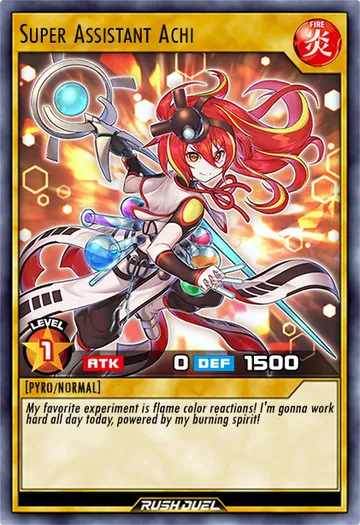 Super Assistant Achi
FIRE
炎
LEVEL
1
ATK 0 DEF 1500
[PYRO/NORMAL]
My favorite experiment is flame color reactions! I'm gonna work
hard all day today, powered by my burning spirit!
RUSH DUEL